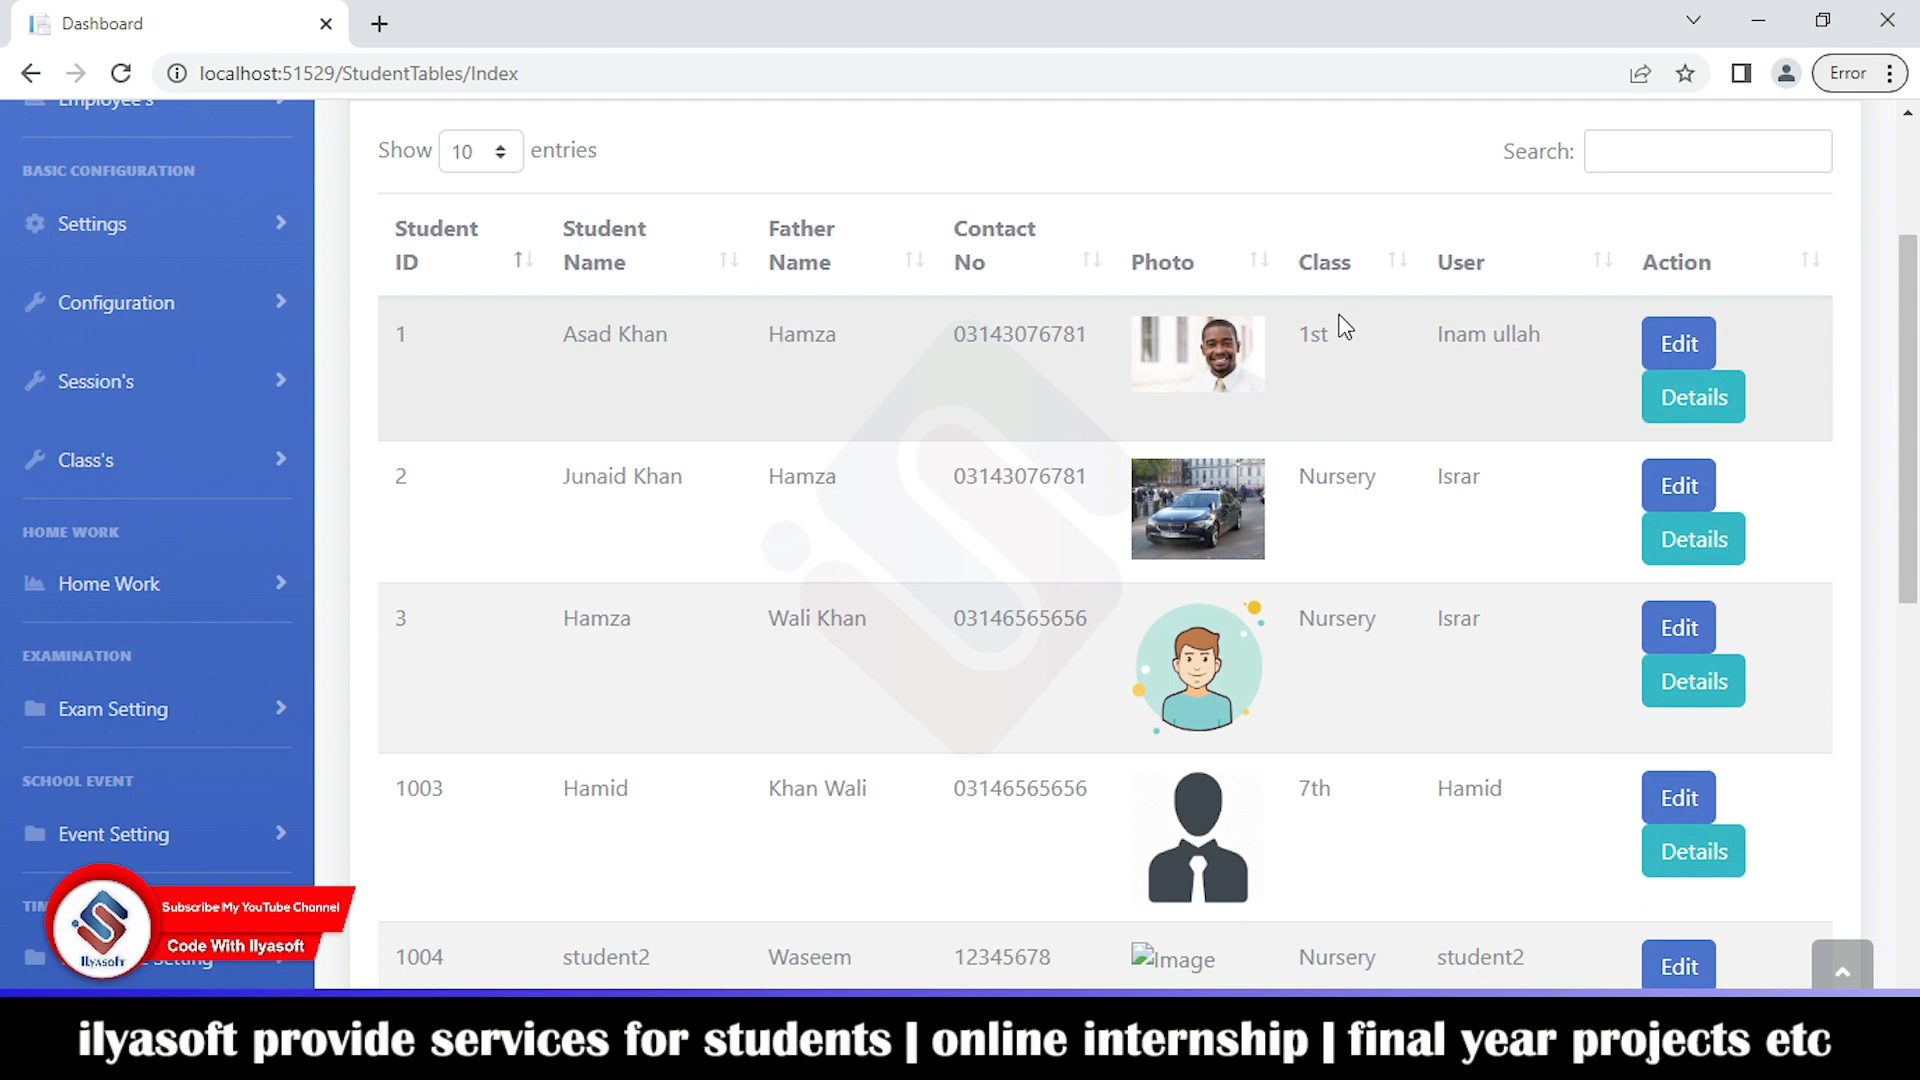 Dashboard
localhost:51529/StudentTables/Index
Error
Employee's
BASIC CONFIGURATION
Settings
Configuration
Session's
Class's
HOME WORK
Home Work
EXAMINATION
Exam Setting
SCHOOL EVENT
Event Setting
TIM
Setting
Show 10 entries
Search:
Student ID Student Name Father Name Contact No Photo Class User Action
1 Asad Khan Hamza 03143076781 1st Inam ullah Edit
Details
2 Junaid Khan Hamza 03143076781 Nursery Israr Edit
Details
3 Hamza Wali Khan 03146565656 Nursery Israr Edit
Details
1003 Hamid Khan Wali 03146565656 7th Hamid Edit
Details
1004 student2 Waseem 12345678 Image Nursery student2 Edit
Subscribe My YouTube Channel
Code With Ilyasoft
Ilyasoft
ilyasoft provide services for students | online internship | final year projects etc